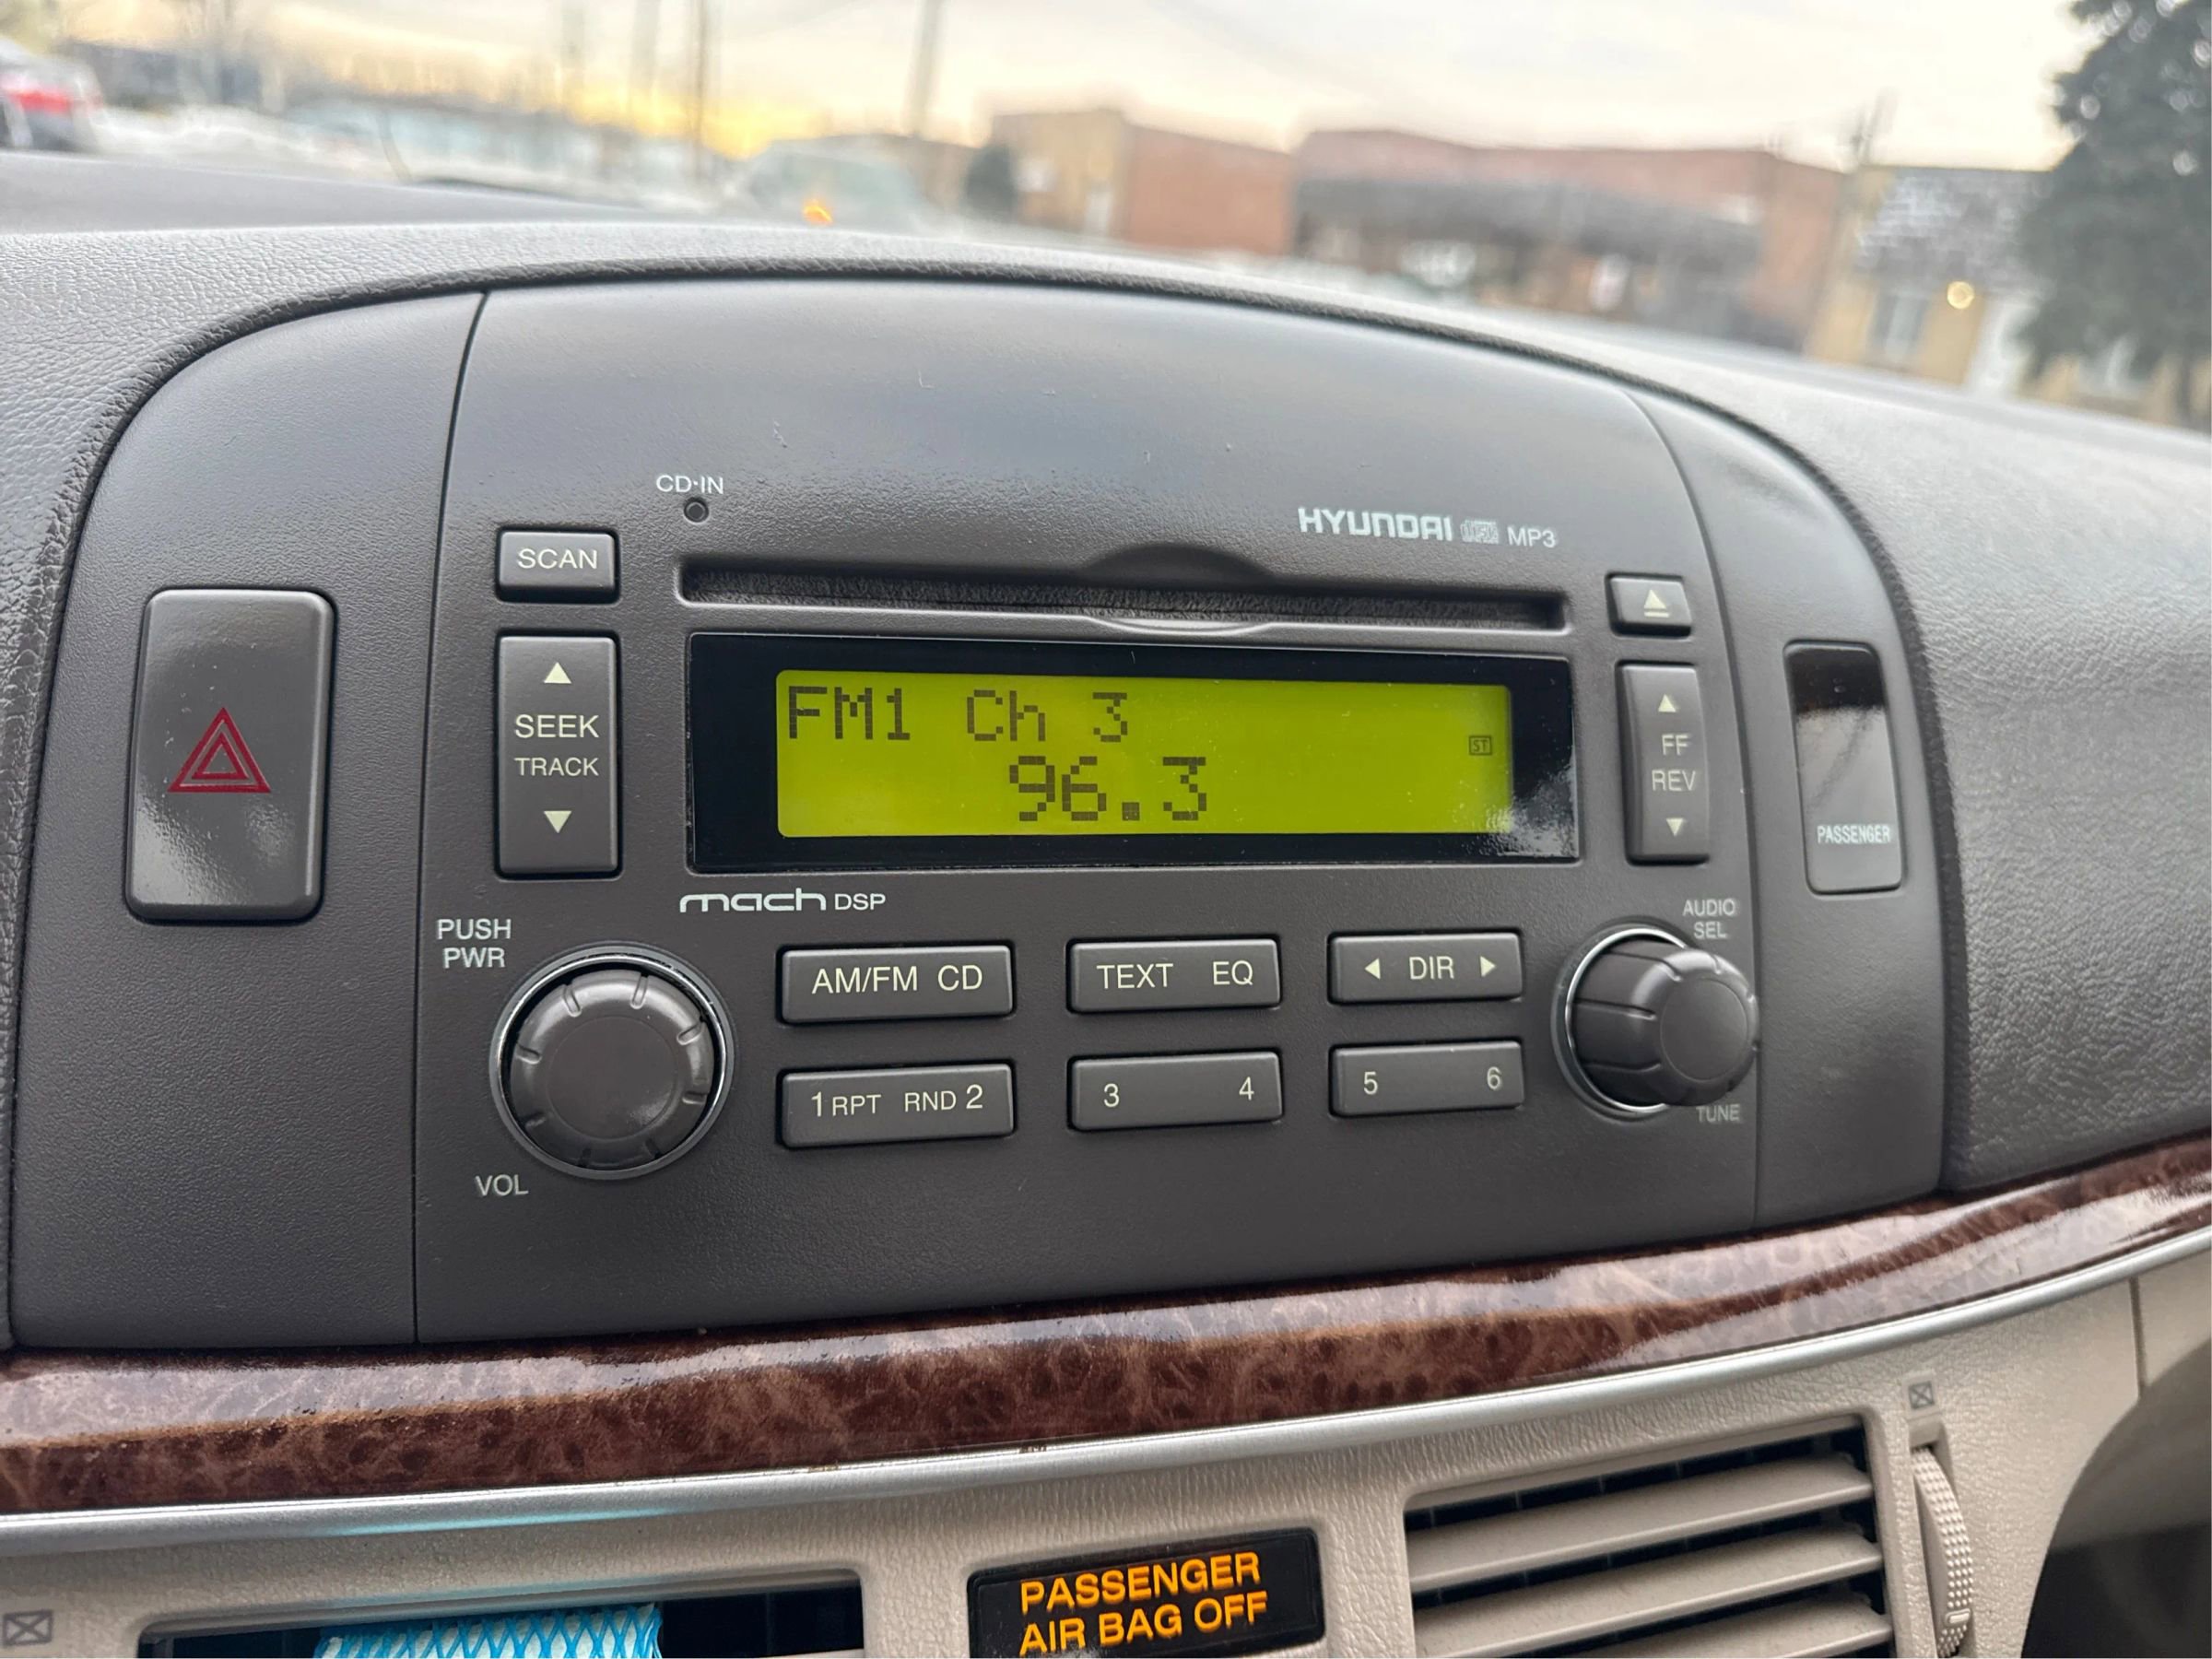 CD·IN
HYUNDAI disc MP3
SCAN
SEEK
TRACK
FM1 Ch 3
ST
96.3
FF
REV
PASSENGER
mach DSP
PUSH
PWR
VOL
AM/FM CD
TEXT EQ
DIR
1 RPT RND 2
3 4
5 6
AUDIO
SEL
TUNE
PASSENGER
AIR BAG OFF